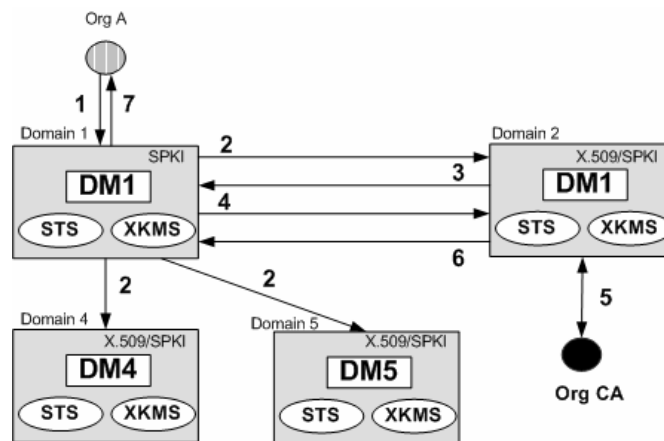 Org A
1 7
Domain 1
SPKI
DM1
STS XKMS
2
3
4
6
Domain 2
X.509/SPKI
DM1
STS XKMS
5
Org CA
2
2
Domain 4
X.509/SPKI
DM4
STS XKMS
Domain 5
X.509/SPKI
DM5
STS XKMS